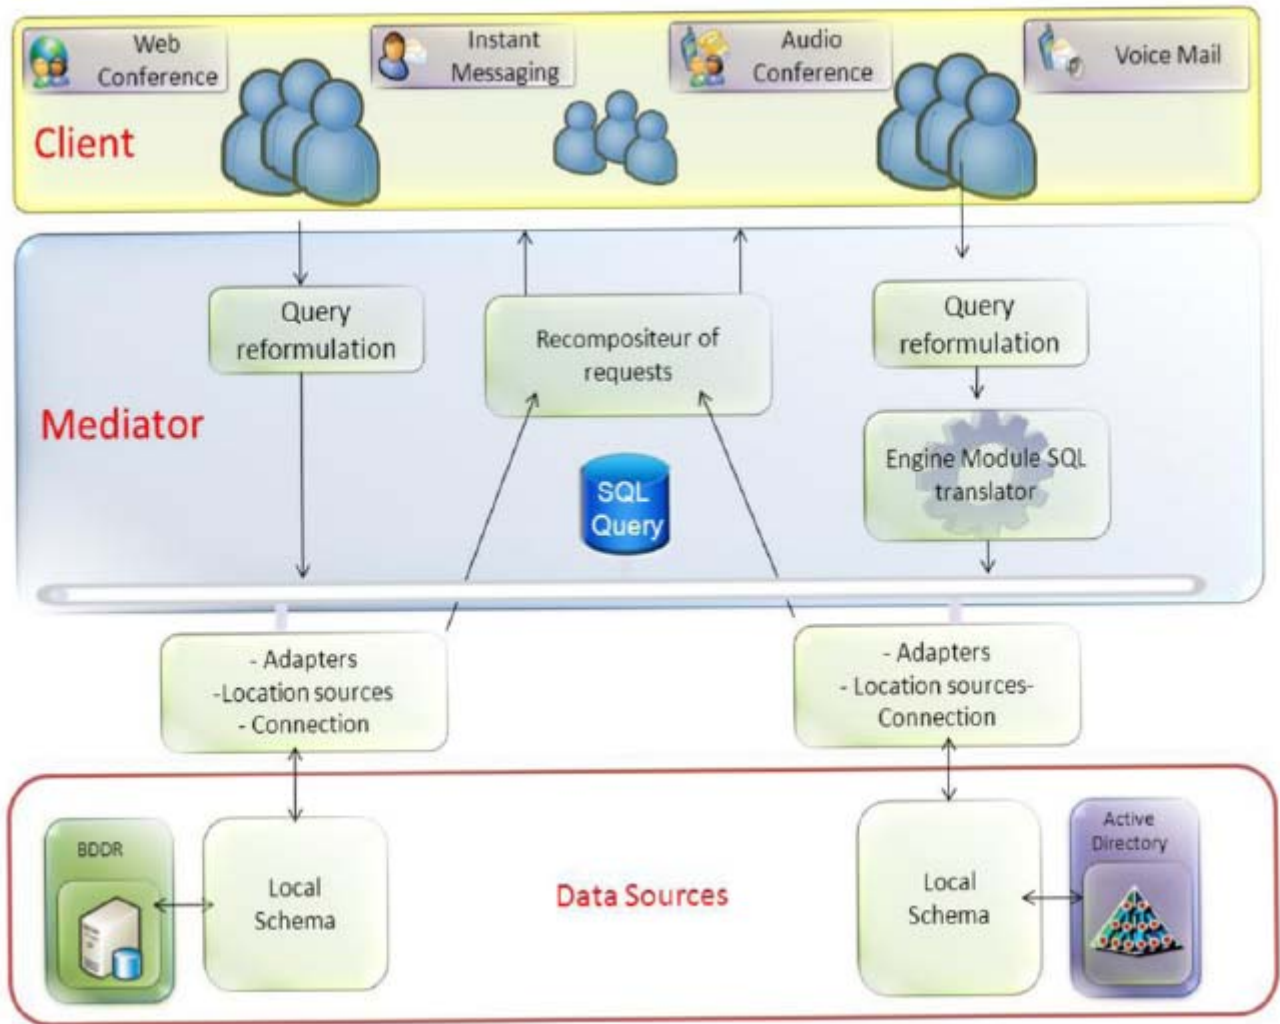 Web
Conference
Instant
Messaging
Audio
Conference
Voice Mail
Client
Query
reformulation
Recompositeur of
requests
Query
reformulation
Mediator
Engine Module SQL
translator
SQL
Query
- Adapters
-Location sources
- Connection
- Adapters
- Location sources-
Connection
BDDR
Local
Schema
Data Sources
Local
Schema
Active
Directory